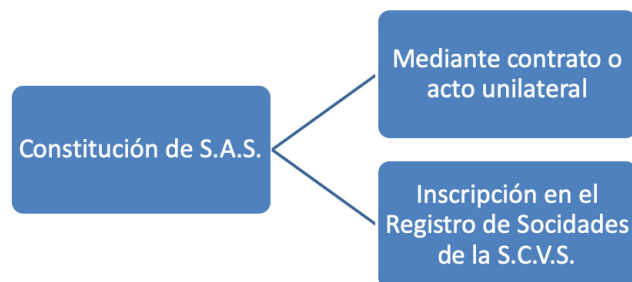 Constitución de S.A.S.
Mediante contrato o
acto unilateral
Inscripción en el
Registro de Socidades
de la S.C.V.S.